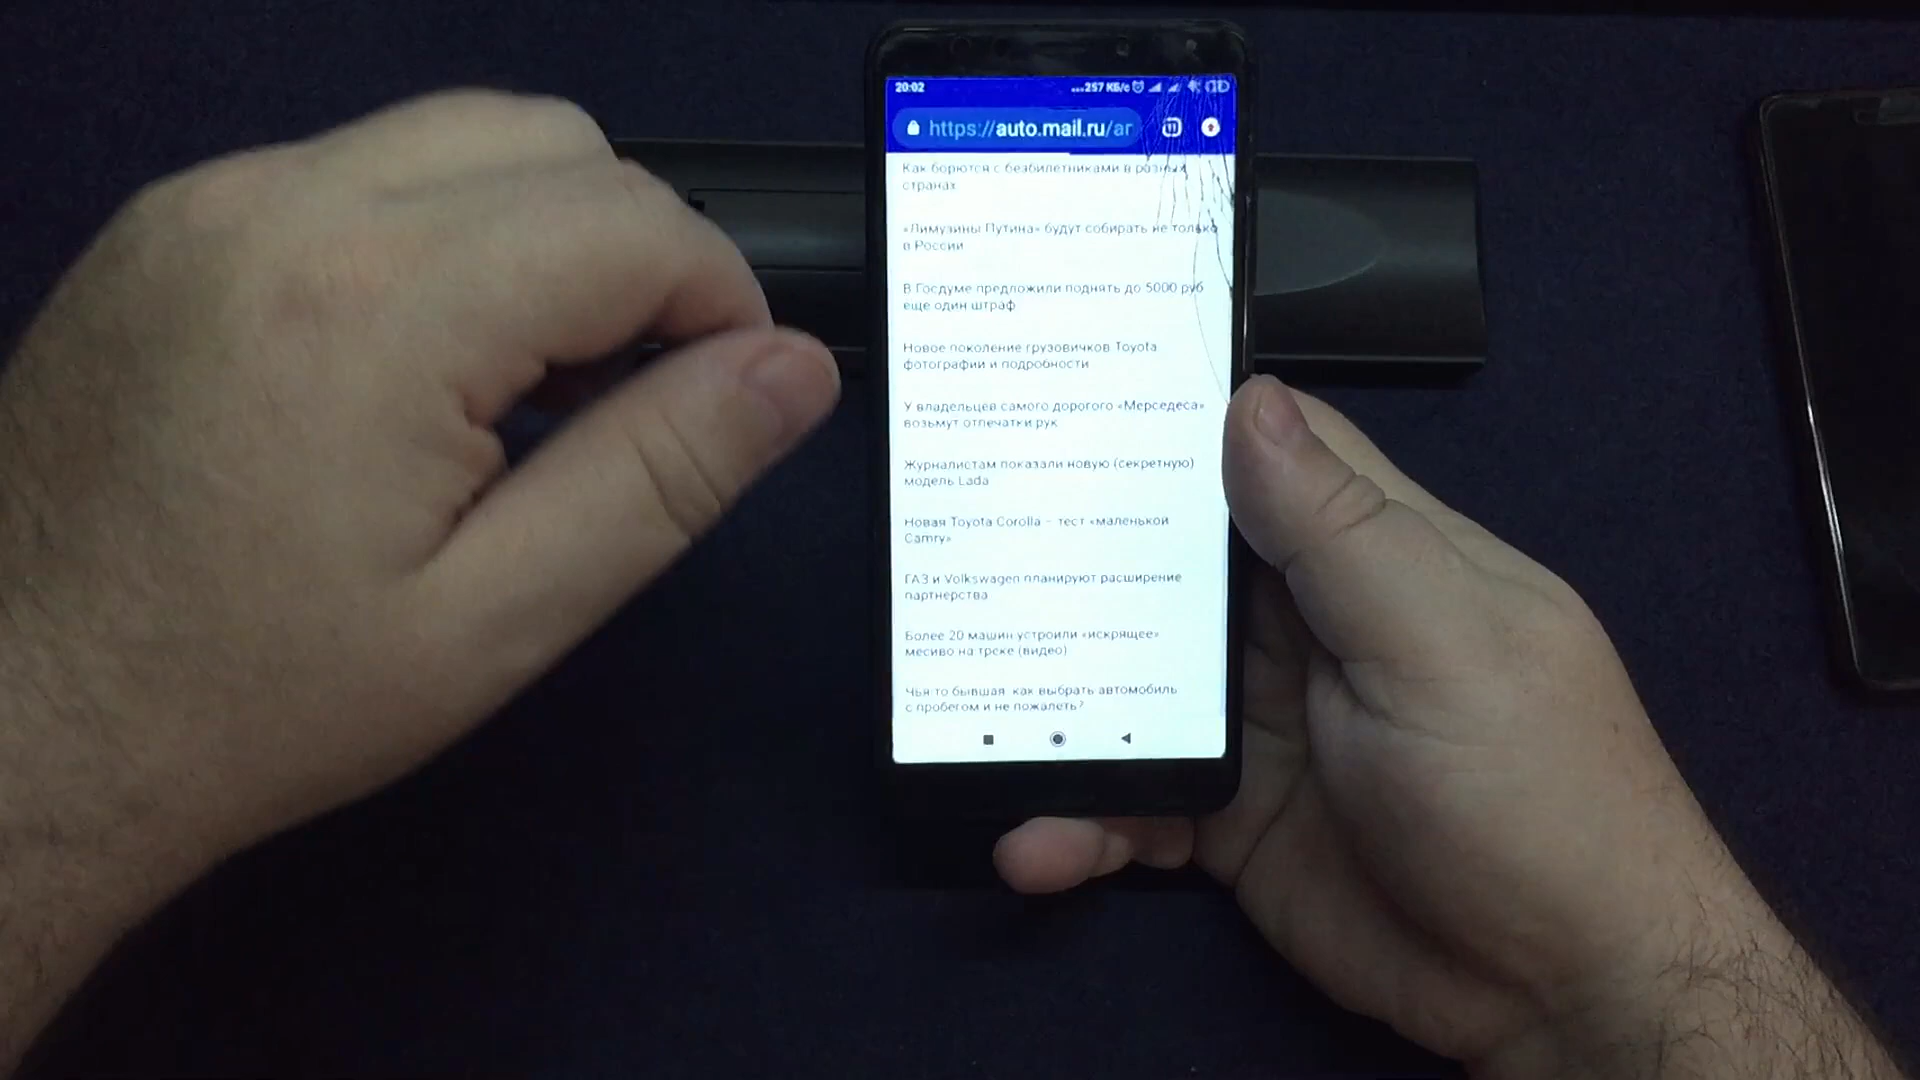 20:02
...257 КБ/с
https://auto.mail.ru/ar
11
Как борются с безбилетниками в разных
странах
«Лимузины Путина» будут собирать не только
в России
В Госдуме предложили поднять до 5000 руб
еще один штраф
Новое поколение грузовичков Toyota
фотографии и подробности
У владельцев самого дорогого «Мерседеса»
возьмут отпечатки рук
Журналистам показали новую (секретную)
модель Lada
Новая Toyota Corolla – тест «маленькой
Camry»
ГАЗ и Volkswagen планируют расширение
партнерства
Более 20 машин устроили «искрящее»
месиво на треке (видео)
Чья то бывшая как выбрать автомобиль
с пробегом и не пожалеть?